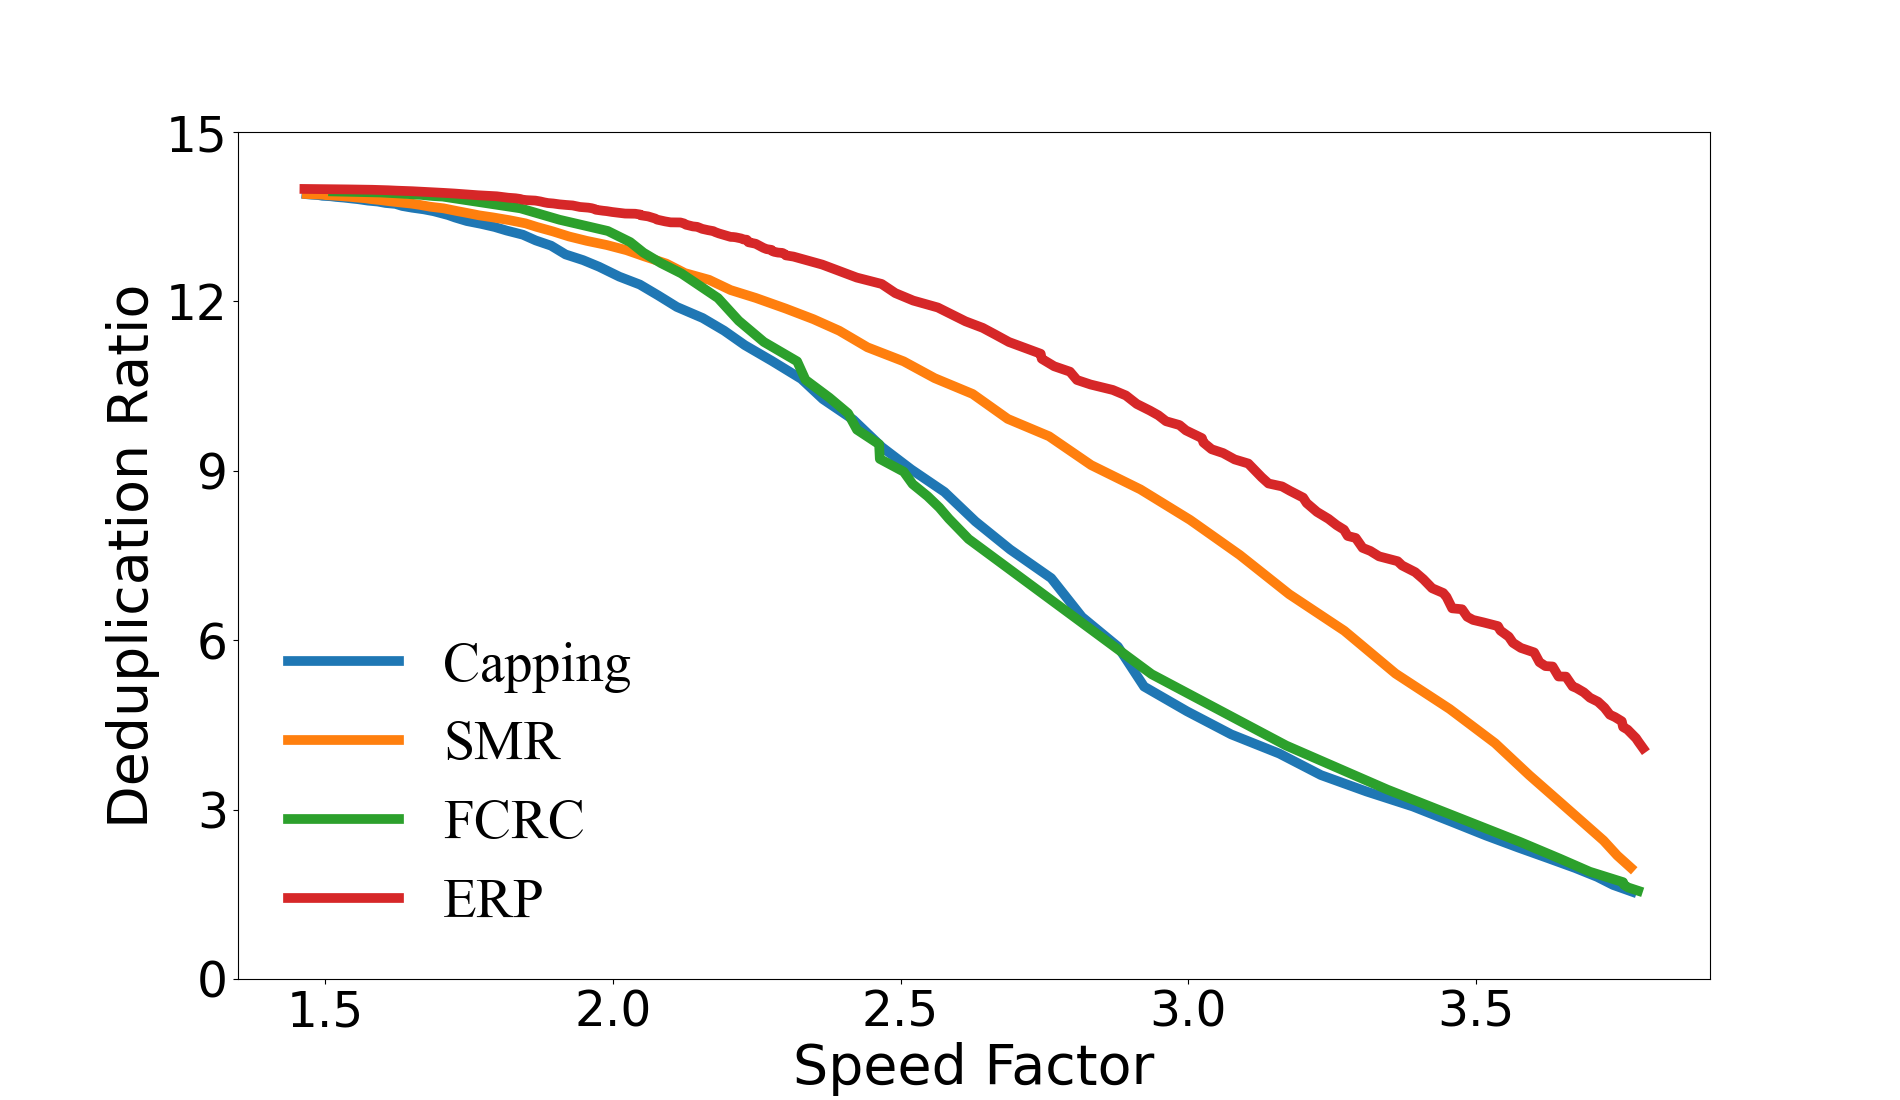 15
12
9
6
3
0
Deduplication Ratio
Capping
SMR
FCRC
ERP
1.5 2.0 2.5 3.0 3.5
Speed Factor